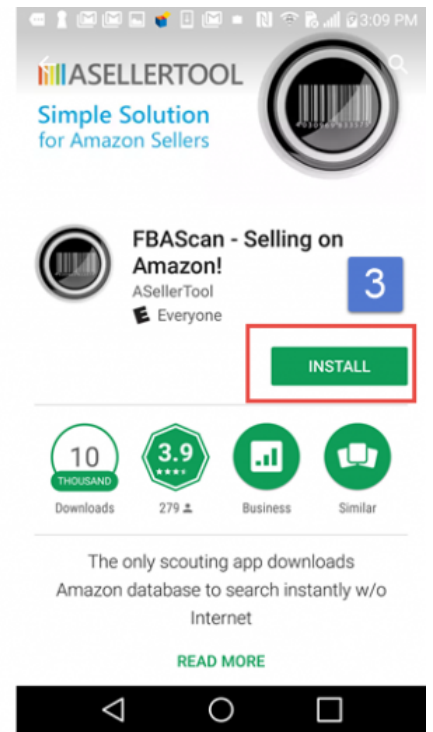 3:09 PM
ASELLERTOOL
Simple Solution
for Amazon Sellers
FBAScan - Selling on
Amazon!
ASellerTool
E Everyone
3
INSTALL
10
THOUSAND
3.9
Downloads
279
Business
Similar
The only scouting app downloads
Amazon database to search instantly w/o
Internet
READ MORE